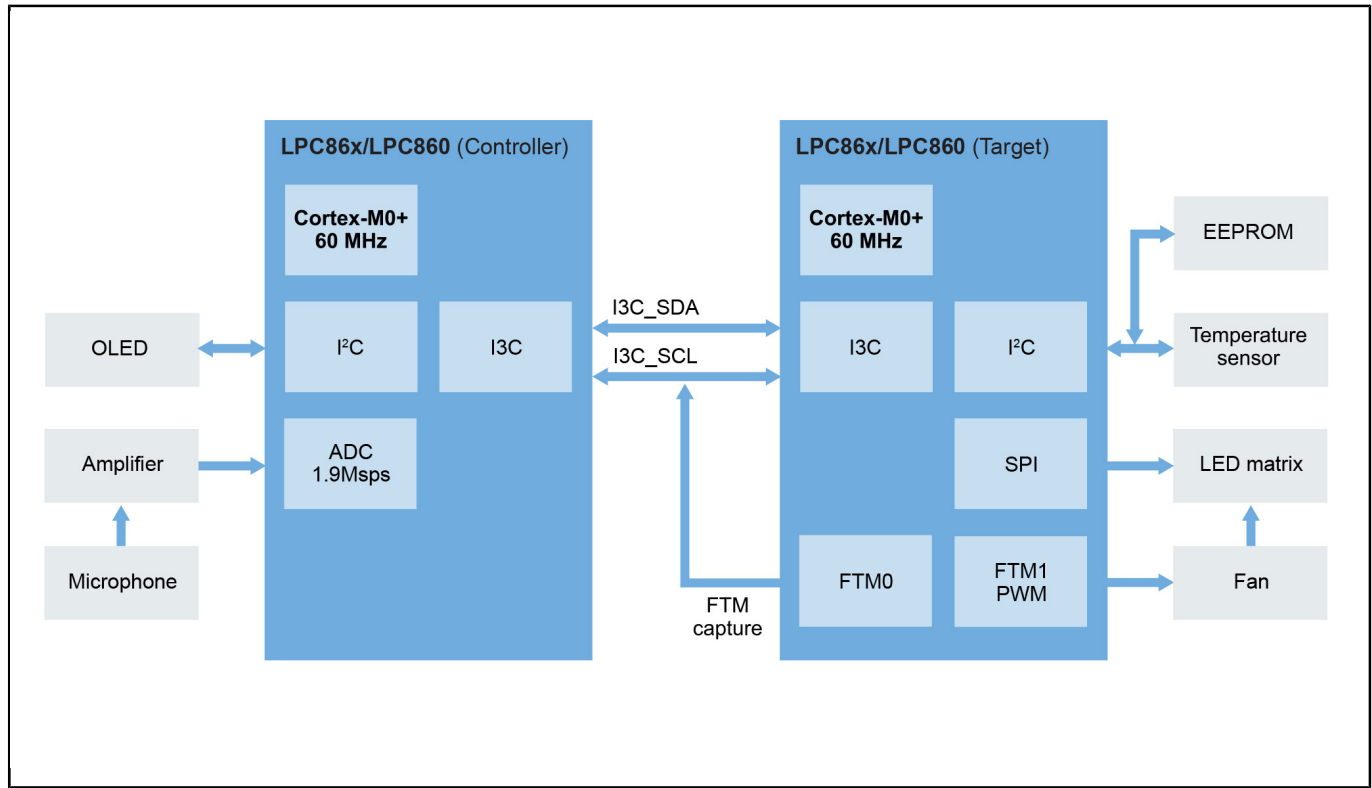 LPC86x/LPC860 (Controller)
Cortex-M0+
60 MHz
I²C
I3C
ADC
1.9Msps
OLED
Amplifier
Microphone
I3C_SDA
I3C_SCL
FTM
capture
LPC86x/LPC860 (Target)
Cortex-M0+
60 MHz
I3C
I²C
SPI
FTM0
FTM1
PWM
EEPROM
Temperature
sensor
LED matrix
Fan